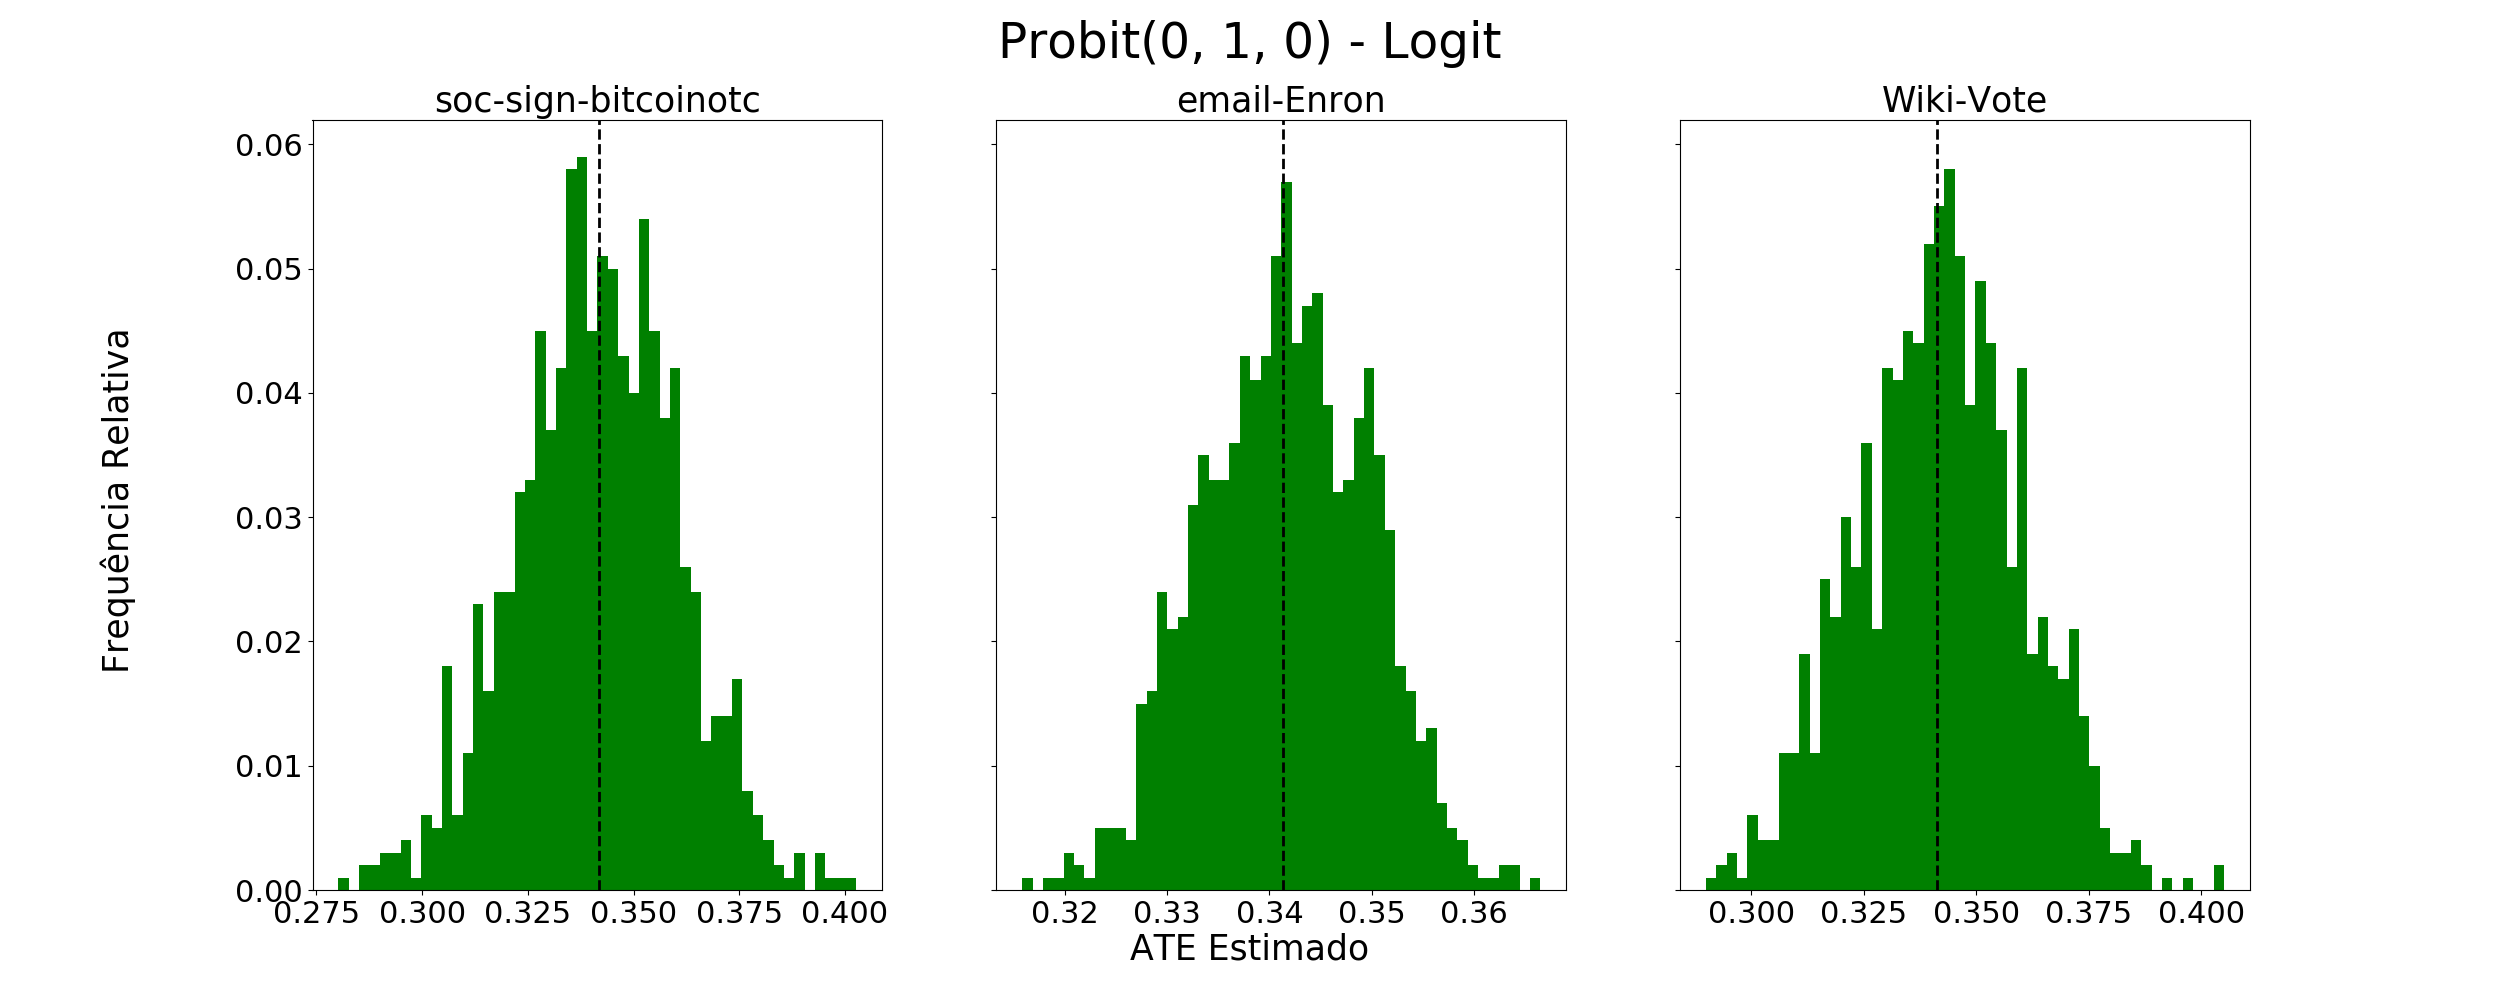 Probit(0, 1, 0) - Logit
soc-sign-bitcoinotc
email-Enron
Wiki-Vote
Frequência Relativa
0.06
0.05
0.04
0.03
0.02
0.01
0.00
0.275 0.300 0.325 0.350 0.375 0.400
0.32 0.33 0.34 0.35 0.36
0.300 0.325 0.350 0.375 0.400
ATE Estimado